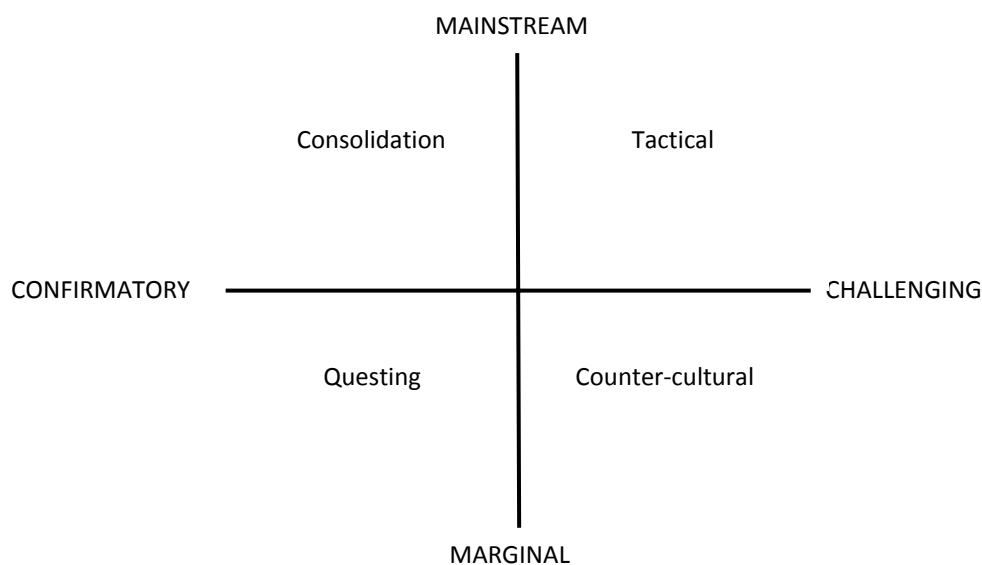 MAINSTREAM
Consolidation
Tactical
CONFIRMATORY
CHALLENGING
Questing
Counter-cultural
MARGINAL